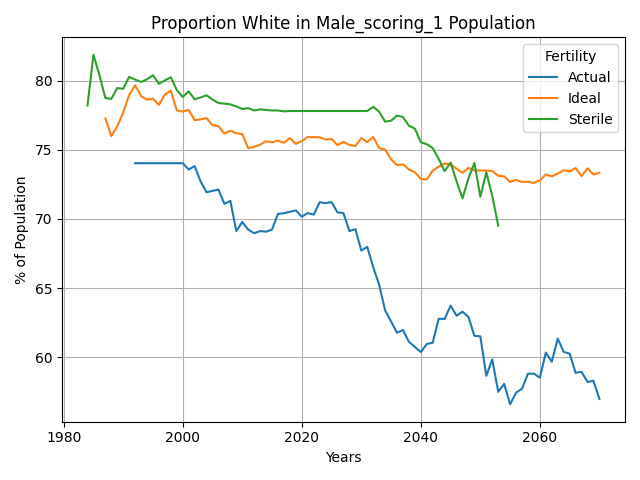 Proportion White in Male_scoring_1 Population
Fertility
Actual
Ideal
Sterile
% of Population
80
75
70
65
60
1980
2000
2020
2040
2060
Years